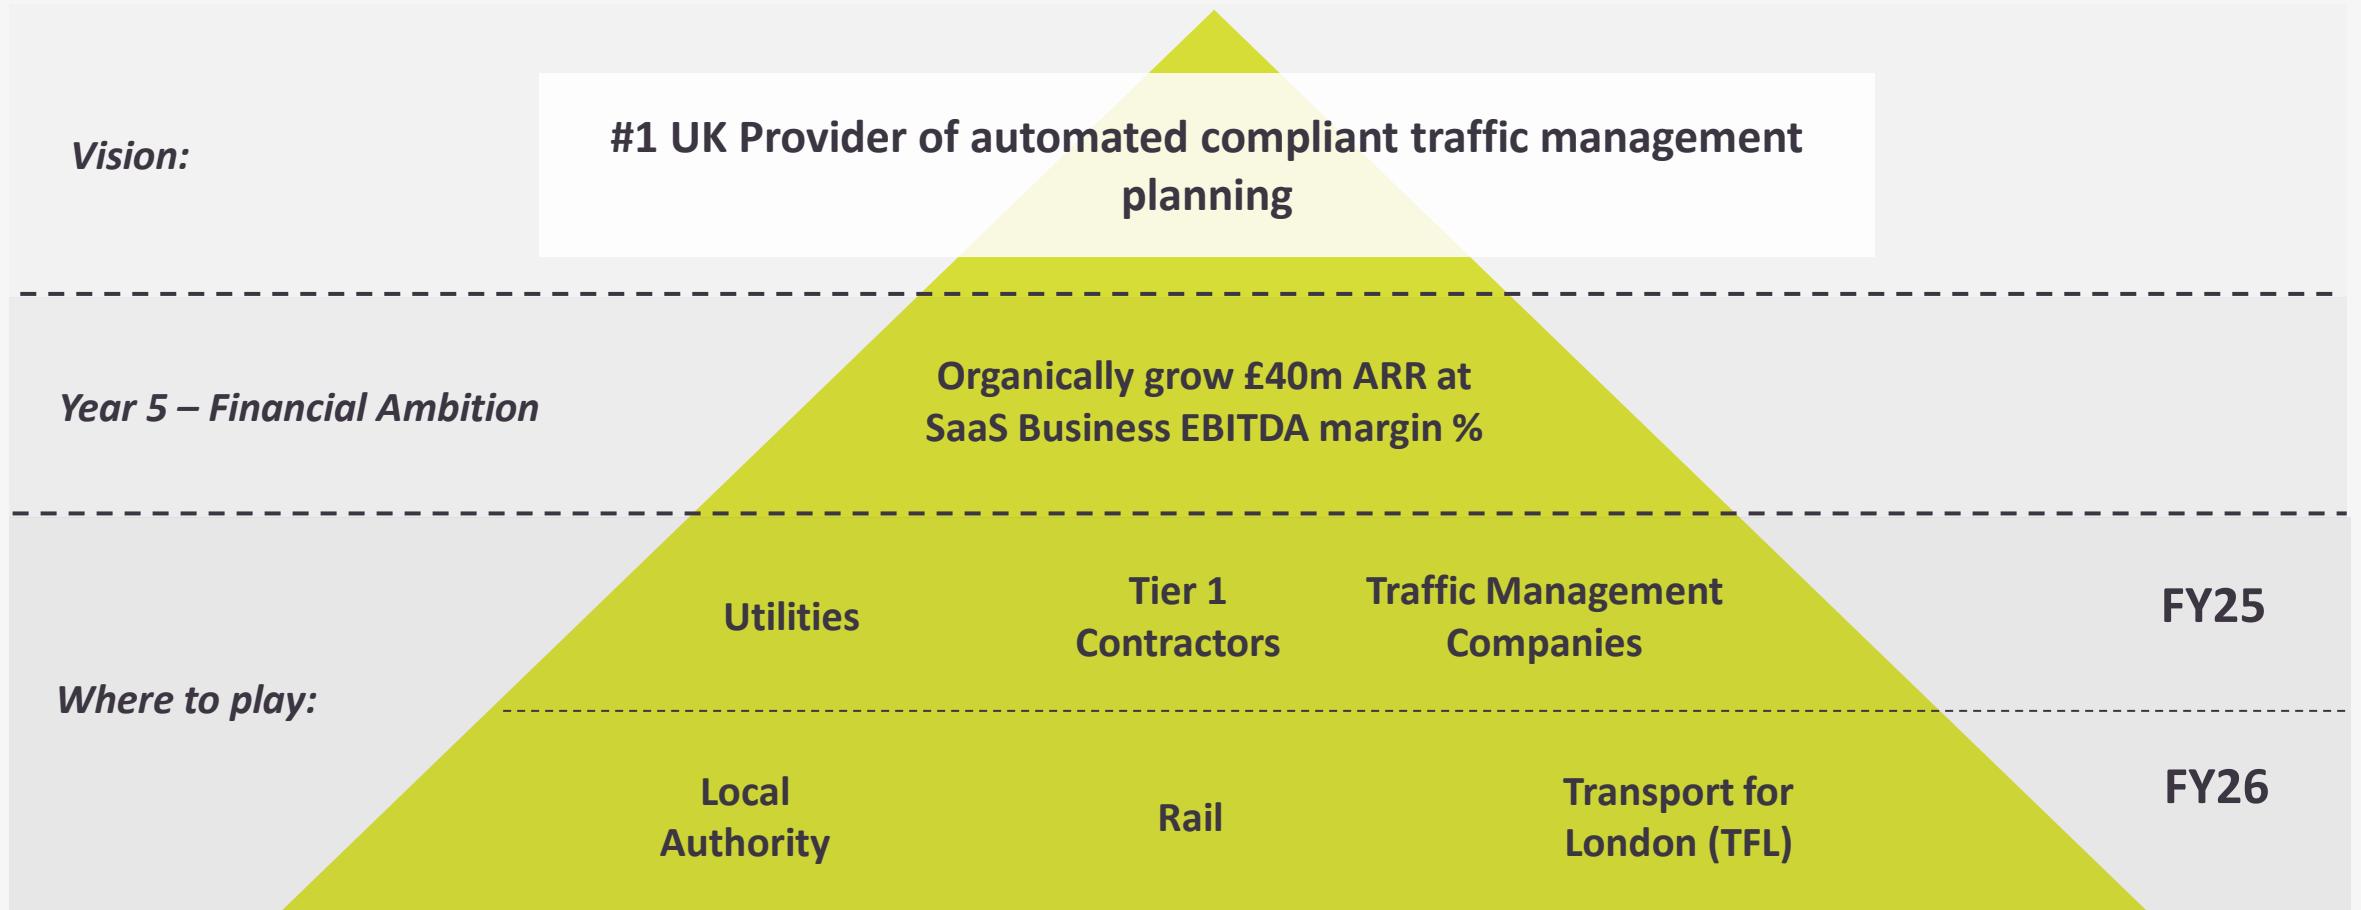 Vision:
#1 UK Provider of automated compliant traffic management
planning
Year 5 – Financial Ambition
Organically grow £40m ARR at
SaaS Business EBITDA margin %
Where to play:
Utilities
Tier 1
Contractors
Traffic Management
Companies
FY25
Local
Authority
Rail
Transport for
London (TFL)
FY26